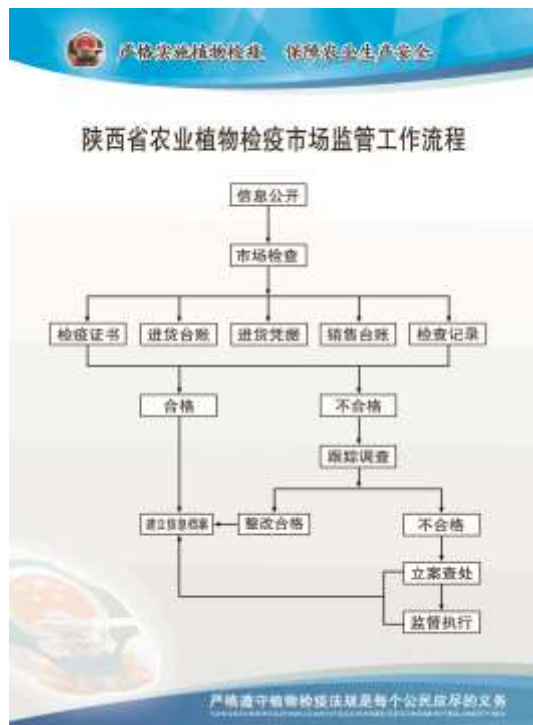 严格实施植物检疫 保障农业生产安全
陕西省农业植物检疫市场监管工作流程
信息公开
市场检查
检疫证书 进货台账 进货凭据 销售台账 检查记录
合格 不合格
跟踪调查
建立信息档案 整改合格 不合格
立案查处
监督执行
严格遵守植物检疫法规是每个公民应尽的义务